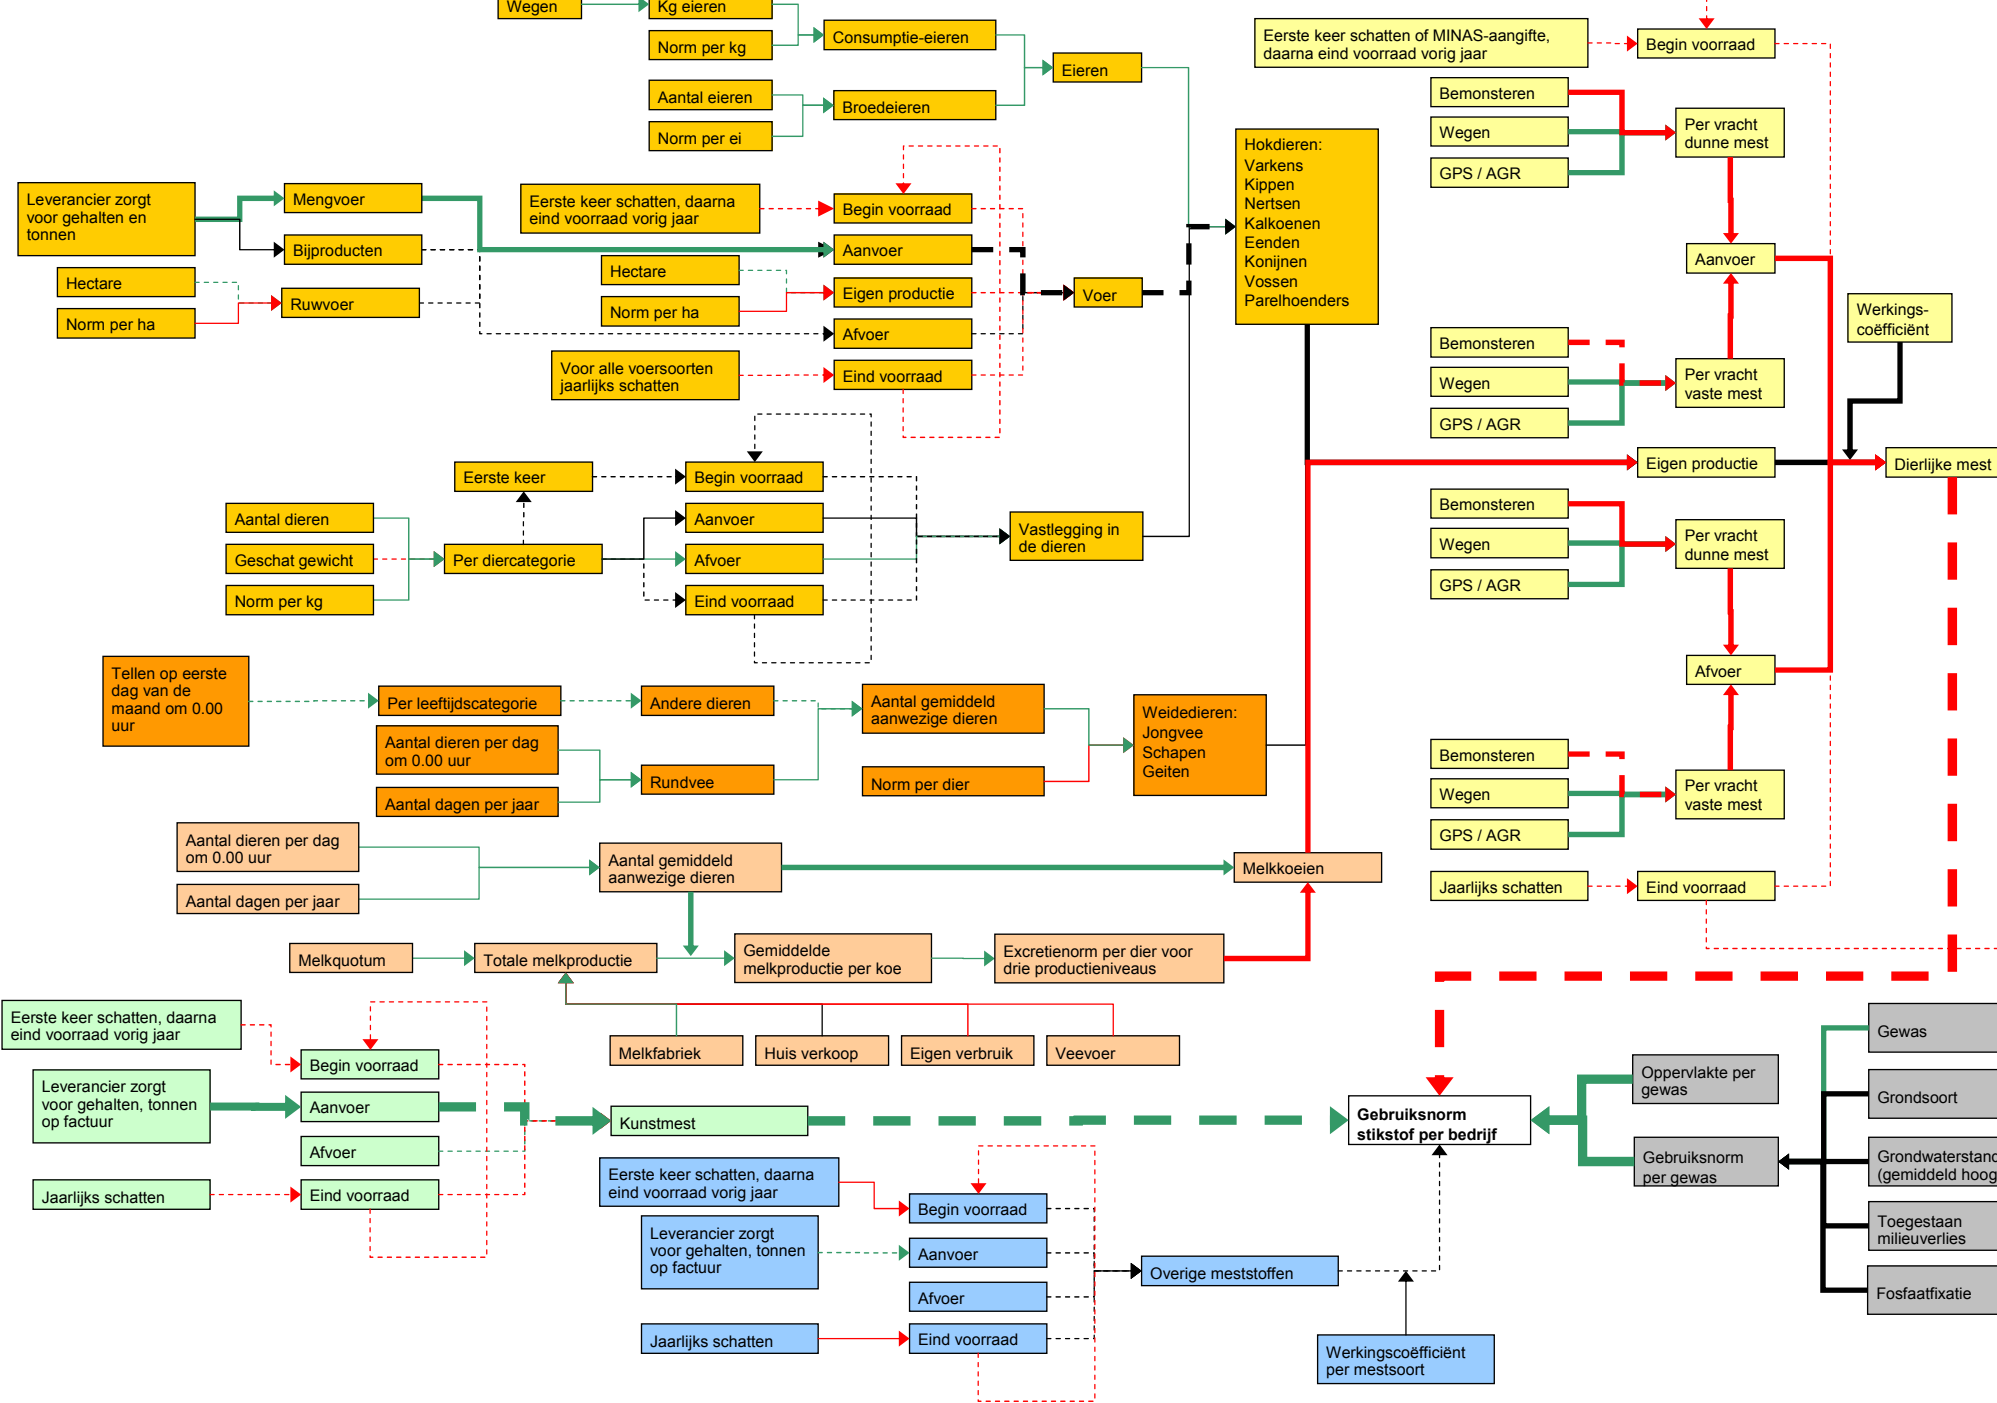 Wegen
Kg eieren
Norm per kg
Consumptie-eieren
Aantal eieren
Norm per ei
Broedeieren
Eieren
Leverancier zorgt
voor gehalten en
tonnen
Mengvoer
Bijproducten
Hectare
Norm per ha
Ruwvoer
Eerste keer schatten, daarna
eind voorraad vorig jaar
Hectare
Norm per ha
Voor alle voersoorten
jaarlijks schatten
Begin voorraad
Aanvoer
Eigen productie
Afvoer
Eind voorraad
Voer
Hokdieren:
Varkens
Kippen
Nertsen
Kalkoenen
Eenden
Konijnen
Vossen
Parelhoenders
Aantal dieren
Geschat gewicht
Norm per kg
Eerste keer
Per diercategorie
Begin voorraad
Aanvoer
Afvoer
Eind voorraad
Vastlegging in
de dieren
Tellen op eerste
dag van de
maand om 0.00
uur
Per leeftijdscategorie
Aantal dieren per dag
om 0.00 uur
Aantal dagen per jaar
Andere dieren
Rundvee
Aantal gemiddeld
aanwezige dieren
Norm per dier
Weidedieren:
Jongvee
Schapen
Geiten
Aantal dieren per dag
om 0.00 uur
Aantal dagen per jaar
Aantal gemiddeld
aanwezige dieren
Melkkoeien
Melkquotum
Totale melkproductie
Gemiddelde
melkproductie per koe
Excretienorm per dier voor
drie productieniveaus
Melkfabriek
Huis verkoop
Eigen verbruik
Veevoer
Eerste keer schatten of MINAS-aangifte,
daarna eind voorraad vorig jaar
Begin voorraad
Bemonsteren
Wegen
GPS / AGR
Per vracht
dunne mest
Aanvoer
Bemonsteren
Wegen
GPS / AGR
Per vracht
vaste mest
Werkings-
coëfficiënt
Eigen productie
Dierlijke mest
Bemonsteren
Wegen
GPS / AGR
Per vracht
dunne mest
Afvoer
Bemonsteren
Wegen
GPS / AGR
Per vracht
vaste mest
Jaarlijks schatten
Eind voorraad
Eerste keer schatten, daarna
eind voorraad vorig jaar
Leverancier zorgt
voor gehalten, tonnen
op factuur
Jaarlijks schatten
Begin voorraad
Aanvoer
Afvoer
Eind voorraad
Kunstmest
Eerste keer schatten, daarna
eind voorraad vorig jaar
Leverancier zorgt
voor gehalten, tonnen
op factuur
Jaarlijks schatten
Begin voorraad
Aanvoer
Afvoer
Eind voorraad
Overige meststoffen
Werkingscoëfficiënt
per mestsoort
Gebruiksnorm
stikstof per bedrijf
Oppervlakte per
gewas
Gebruiksnorm
per gewas
Gewas
Grondsoort
Grondwaterstand
(gemiddeld hoog
Toegestaan
milieuverlies
Fosfaatfixatie